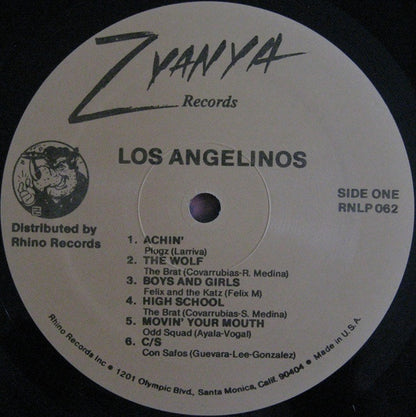 Zyanya
Records
LOS ANGELINOS
SIDE ONE
RNLP 062
Distributed by
Rhino Records
1. ACHIN'
Plugz (Larriva)
2. THE WOLF
The Brat (Covarrubias-R. Medina)
3. BOYS AND GIRLS
Felix and the Katz (Felix M)
4. HIGH SCHOOL
The Brat (Covarrubias-S. Medina)
5. MOVIN' YOUR MOUTH
Odd Squad (Ayala-Vogal)
6. C/S
Con Safos (Guevara-Lee-Gonzalez)
Rhino Records Inc • 1201 Olympic Blvd., Santa Monica, Calif. 90404 • Made in U.S.A.